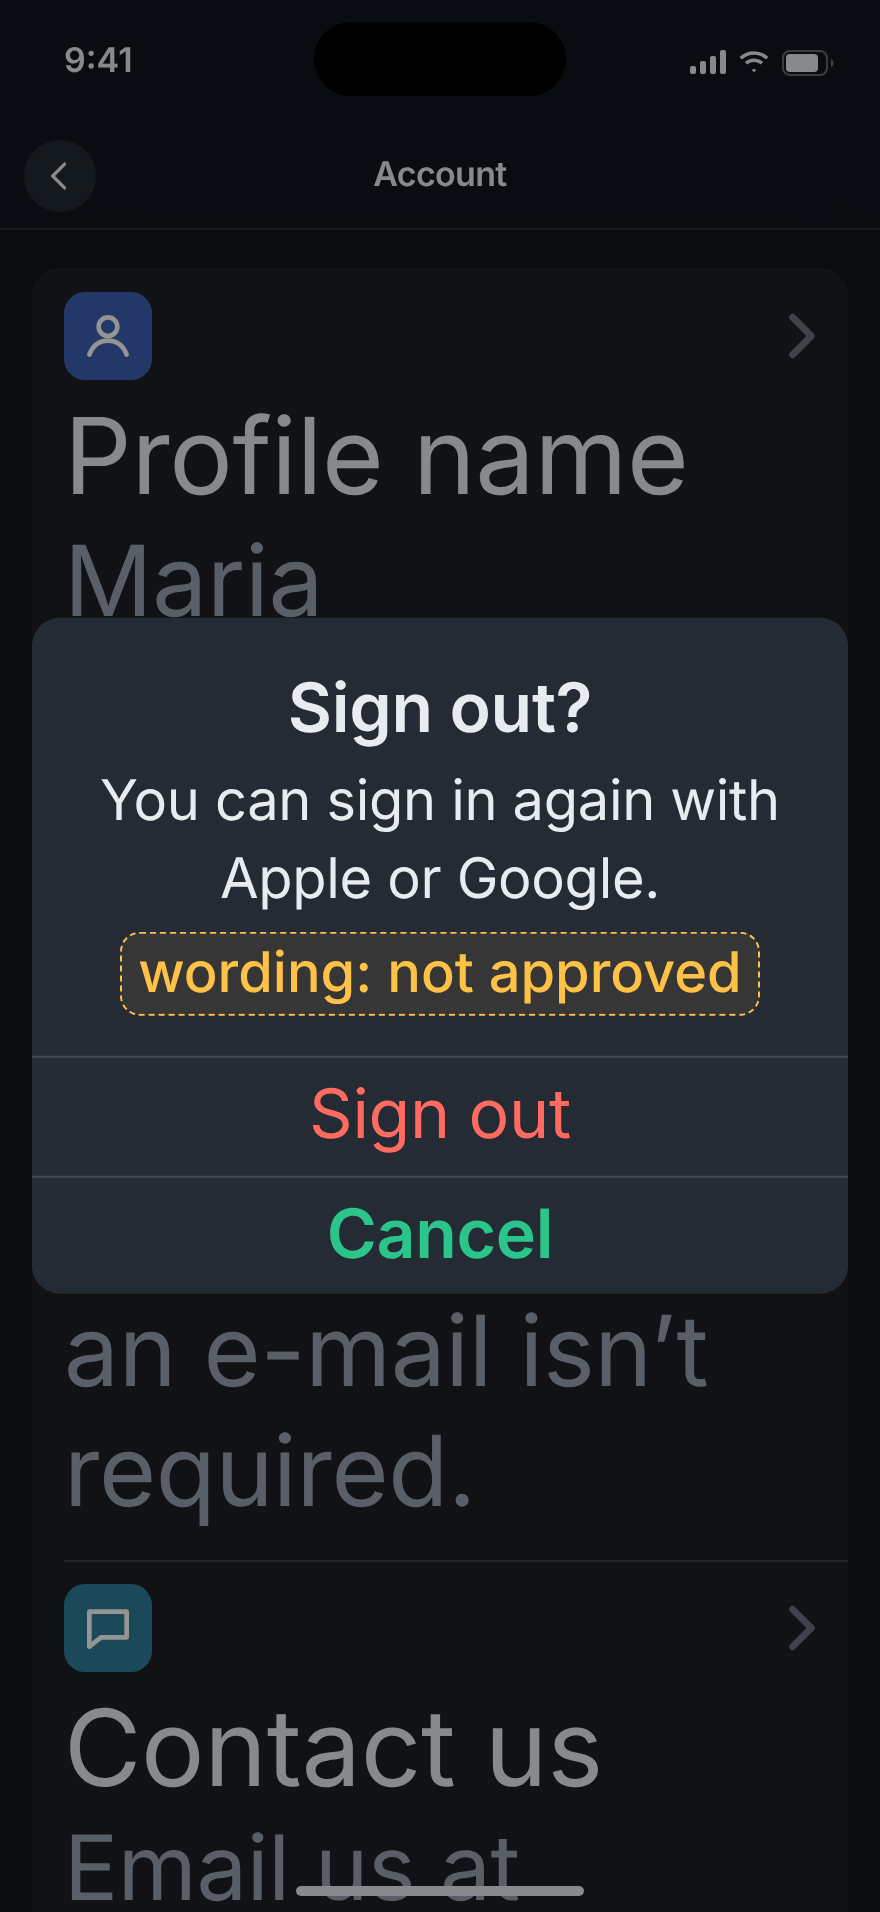 9:41
Account
Profile name
Maria
Sign out?
You can sign in again with
Apple or Google.
wording: not approved
Sign out
Cancel
an e-mail isn’t
required.
Contact us
Email us at